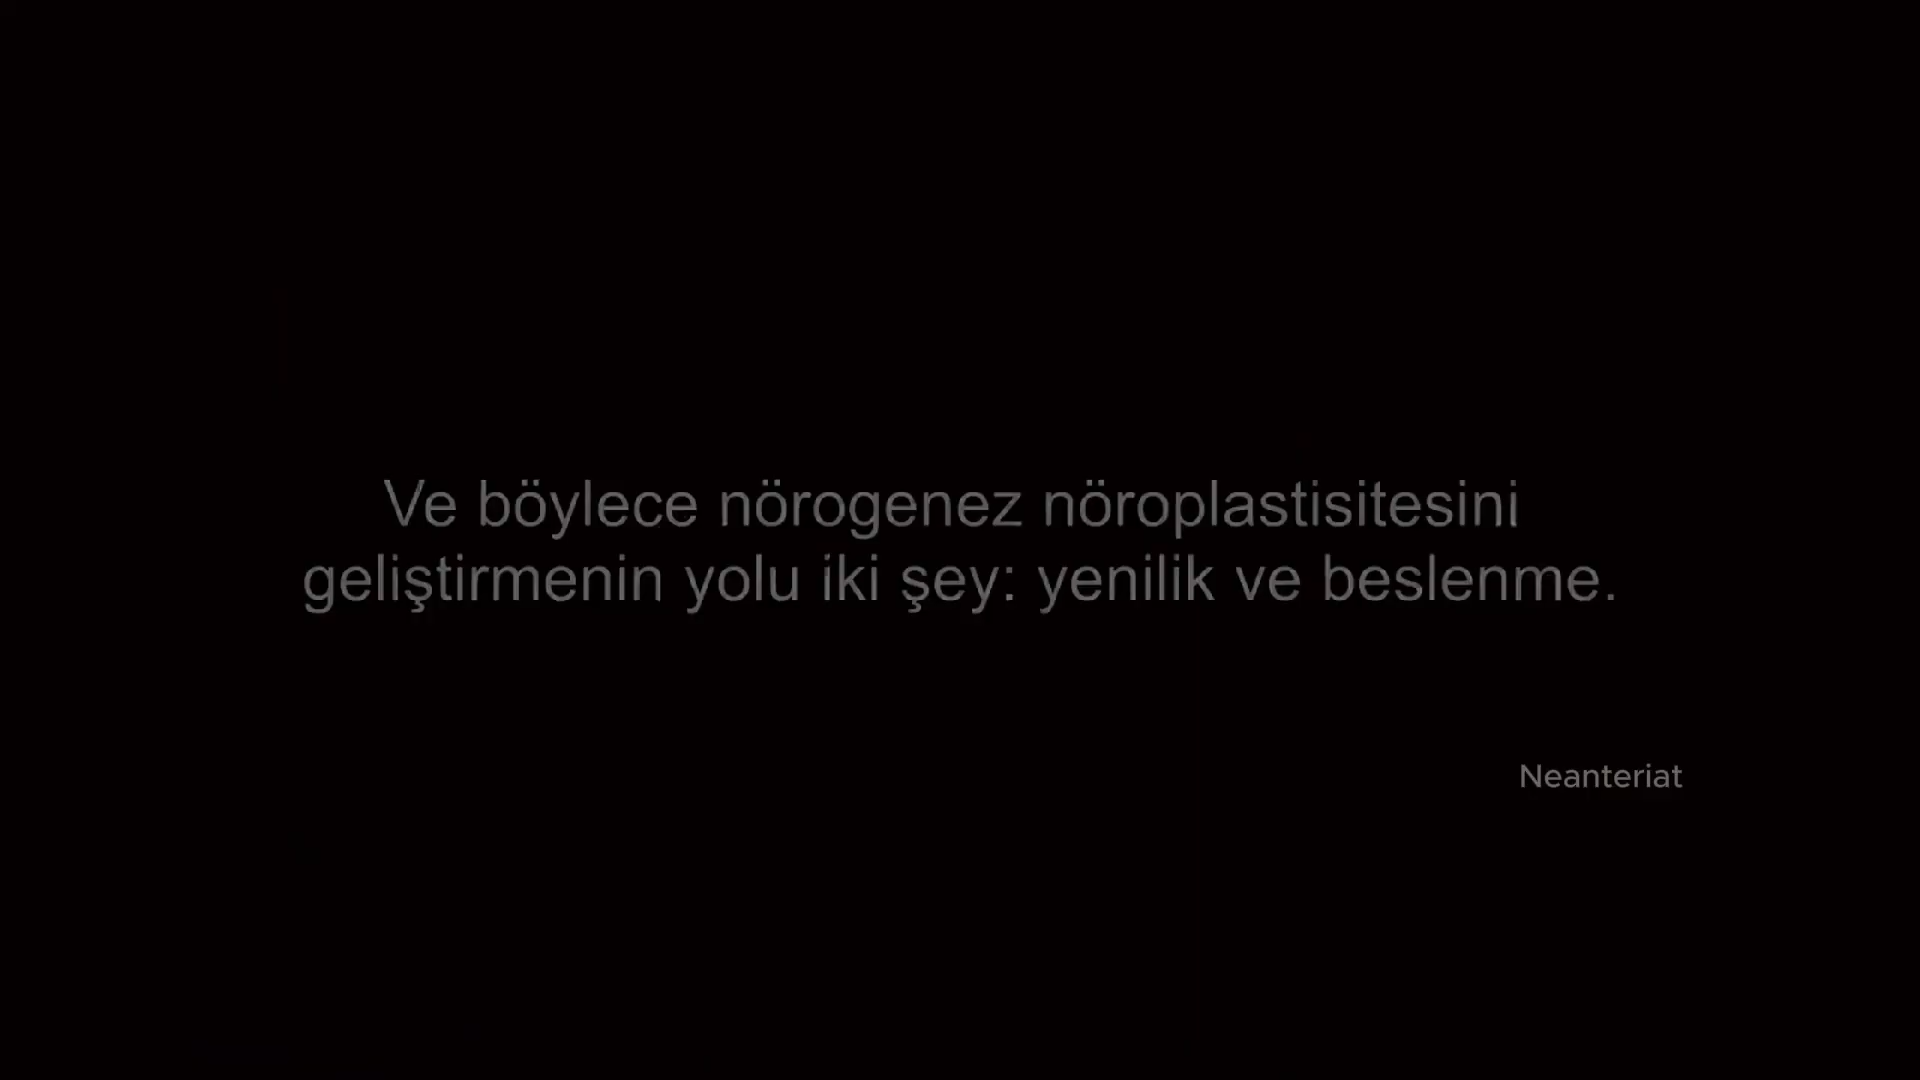 Ve böylece nörogenez nöroplastisitesini
geliştirmenin yolu iki şey: yenilik ve beslenme.
Neanteriat